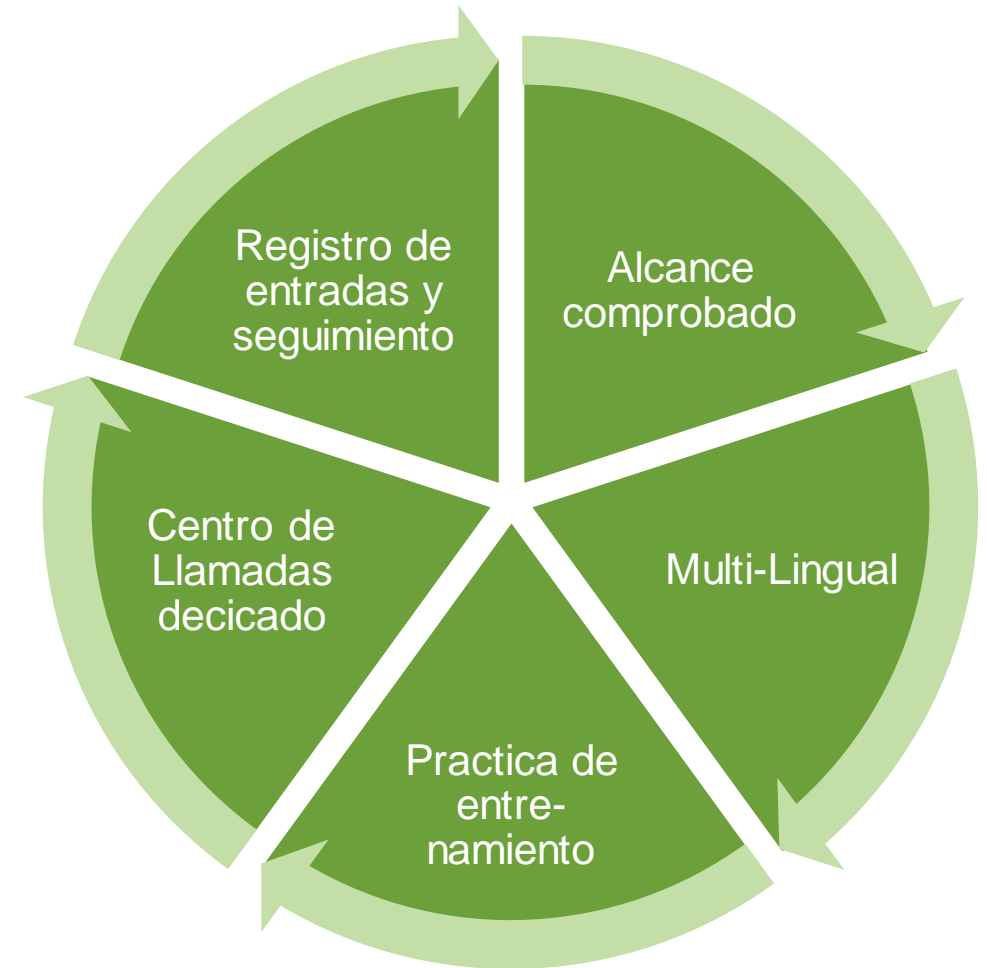 Registro de
entradas y
seguimiento
Alcance
comprobado
Multi-Lingual
Practica de
entre-
namiento
Centro de
Llamadas
decicado